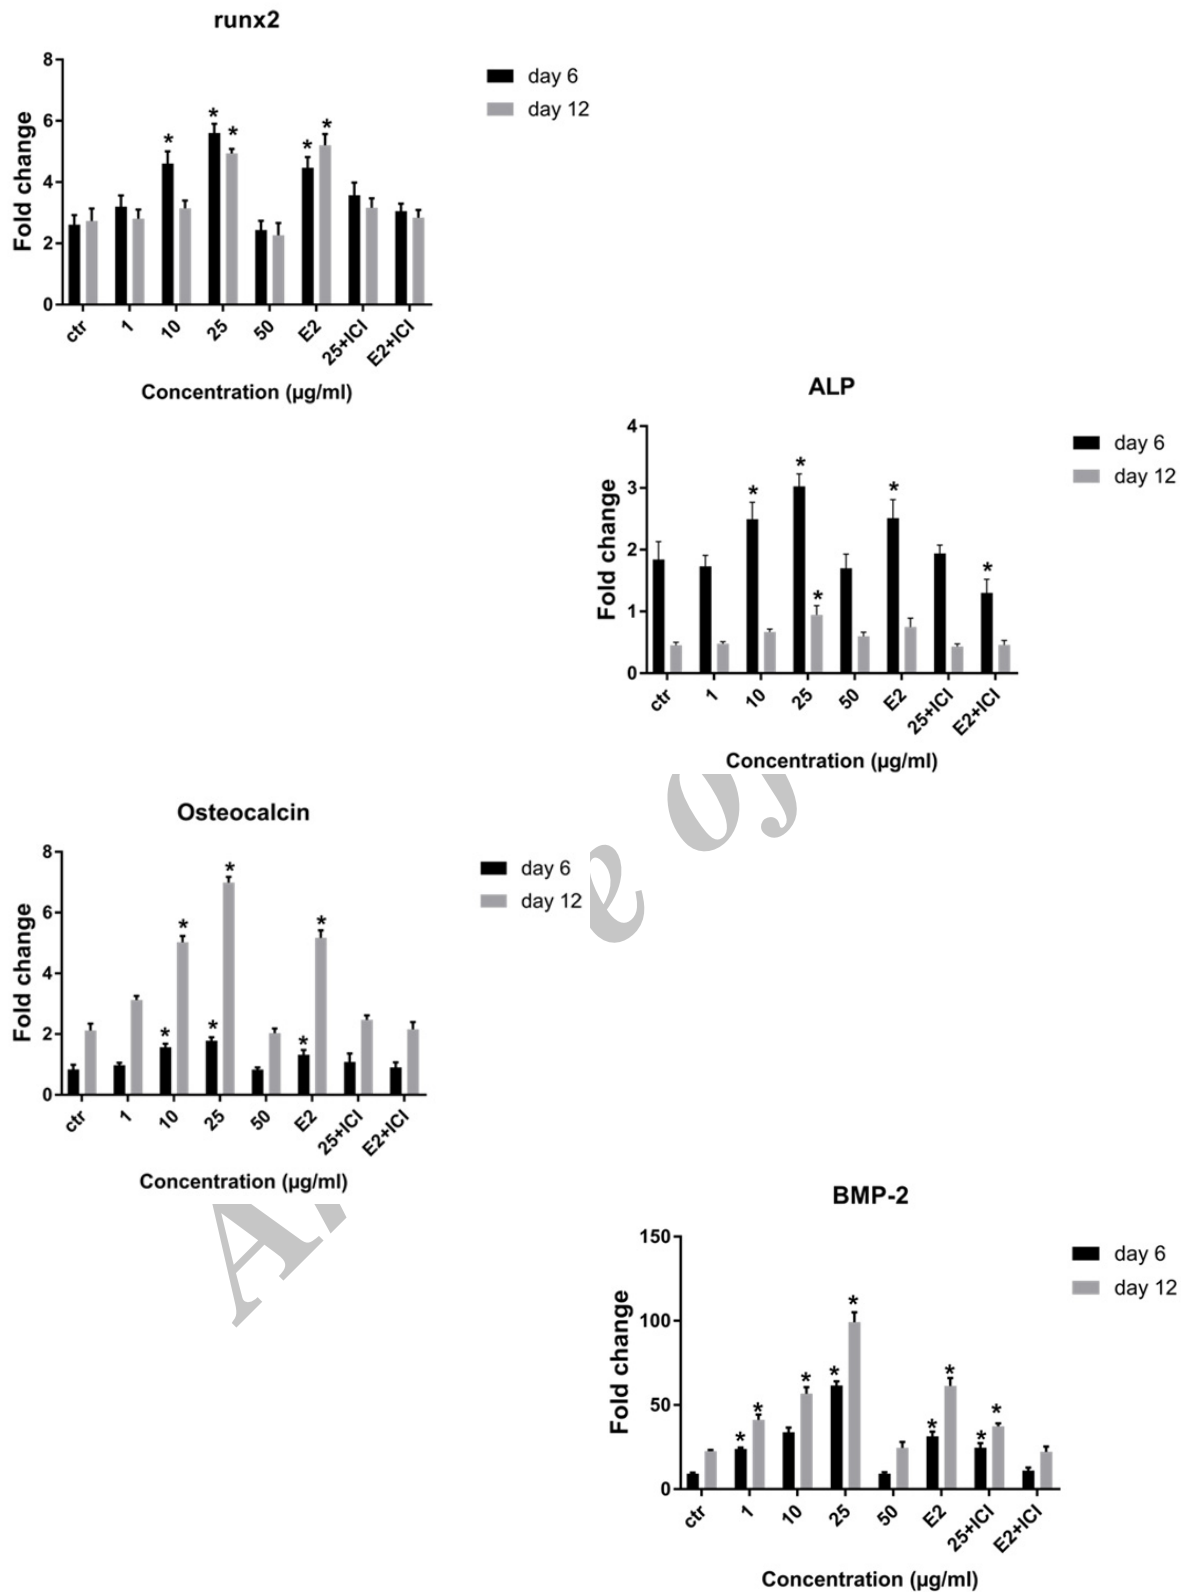 runx2
8
6
4
2
0
Fold change
*
*
*
*
*
day 6
day 12
ctr
1
10
25
50
E2
25+ICI
E2+ICI
Concentration (µg/ml)
ALP
4
3
2
1
0
Fold change
*
*
*
*
*
day 6
day 12
ctr
1
10
25
50
E2
25+ICI
E2+ICI
Concentration (µg/ml)
Osteocalcin
8
6
4
2
0
Fold change
*
*
*
*
*
*
day 6
day 12
ctr
1
10
25
50
E2
25+ICI
E2+ICI
Concentration (µg/ml)
BMP-2
150
100
50
0
Fold change
*
*
*
*
*
*
*
*
*
day 6
day 12
ctr
1
10
25
50
E2
25+ICI
E2+ICI
Concentration (µg/ml)